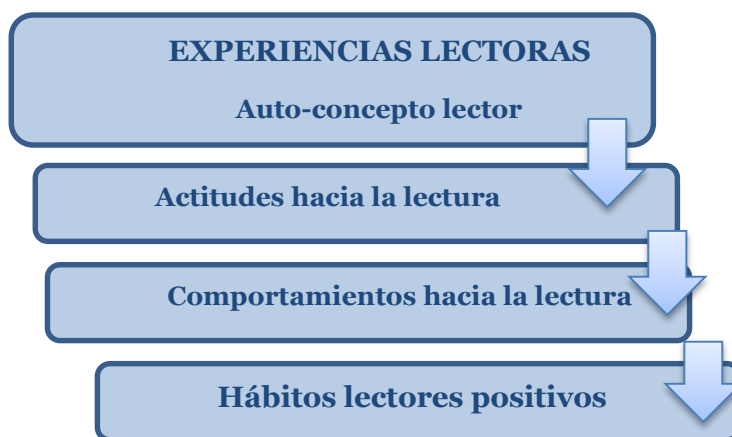 EXPERIENCIAS LECTORAS
Auto-concepto lector
Actitudes hacia la lectura
Comportamientos hacia la lectura
Hábitos lectores positivos